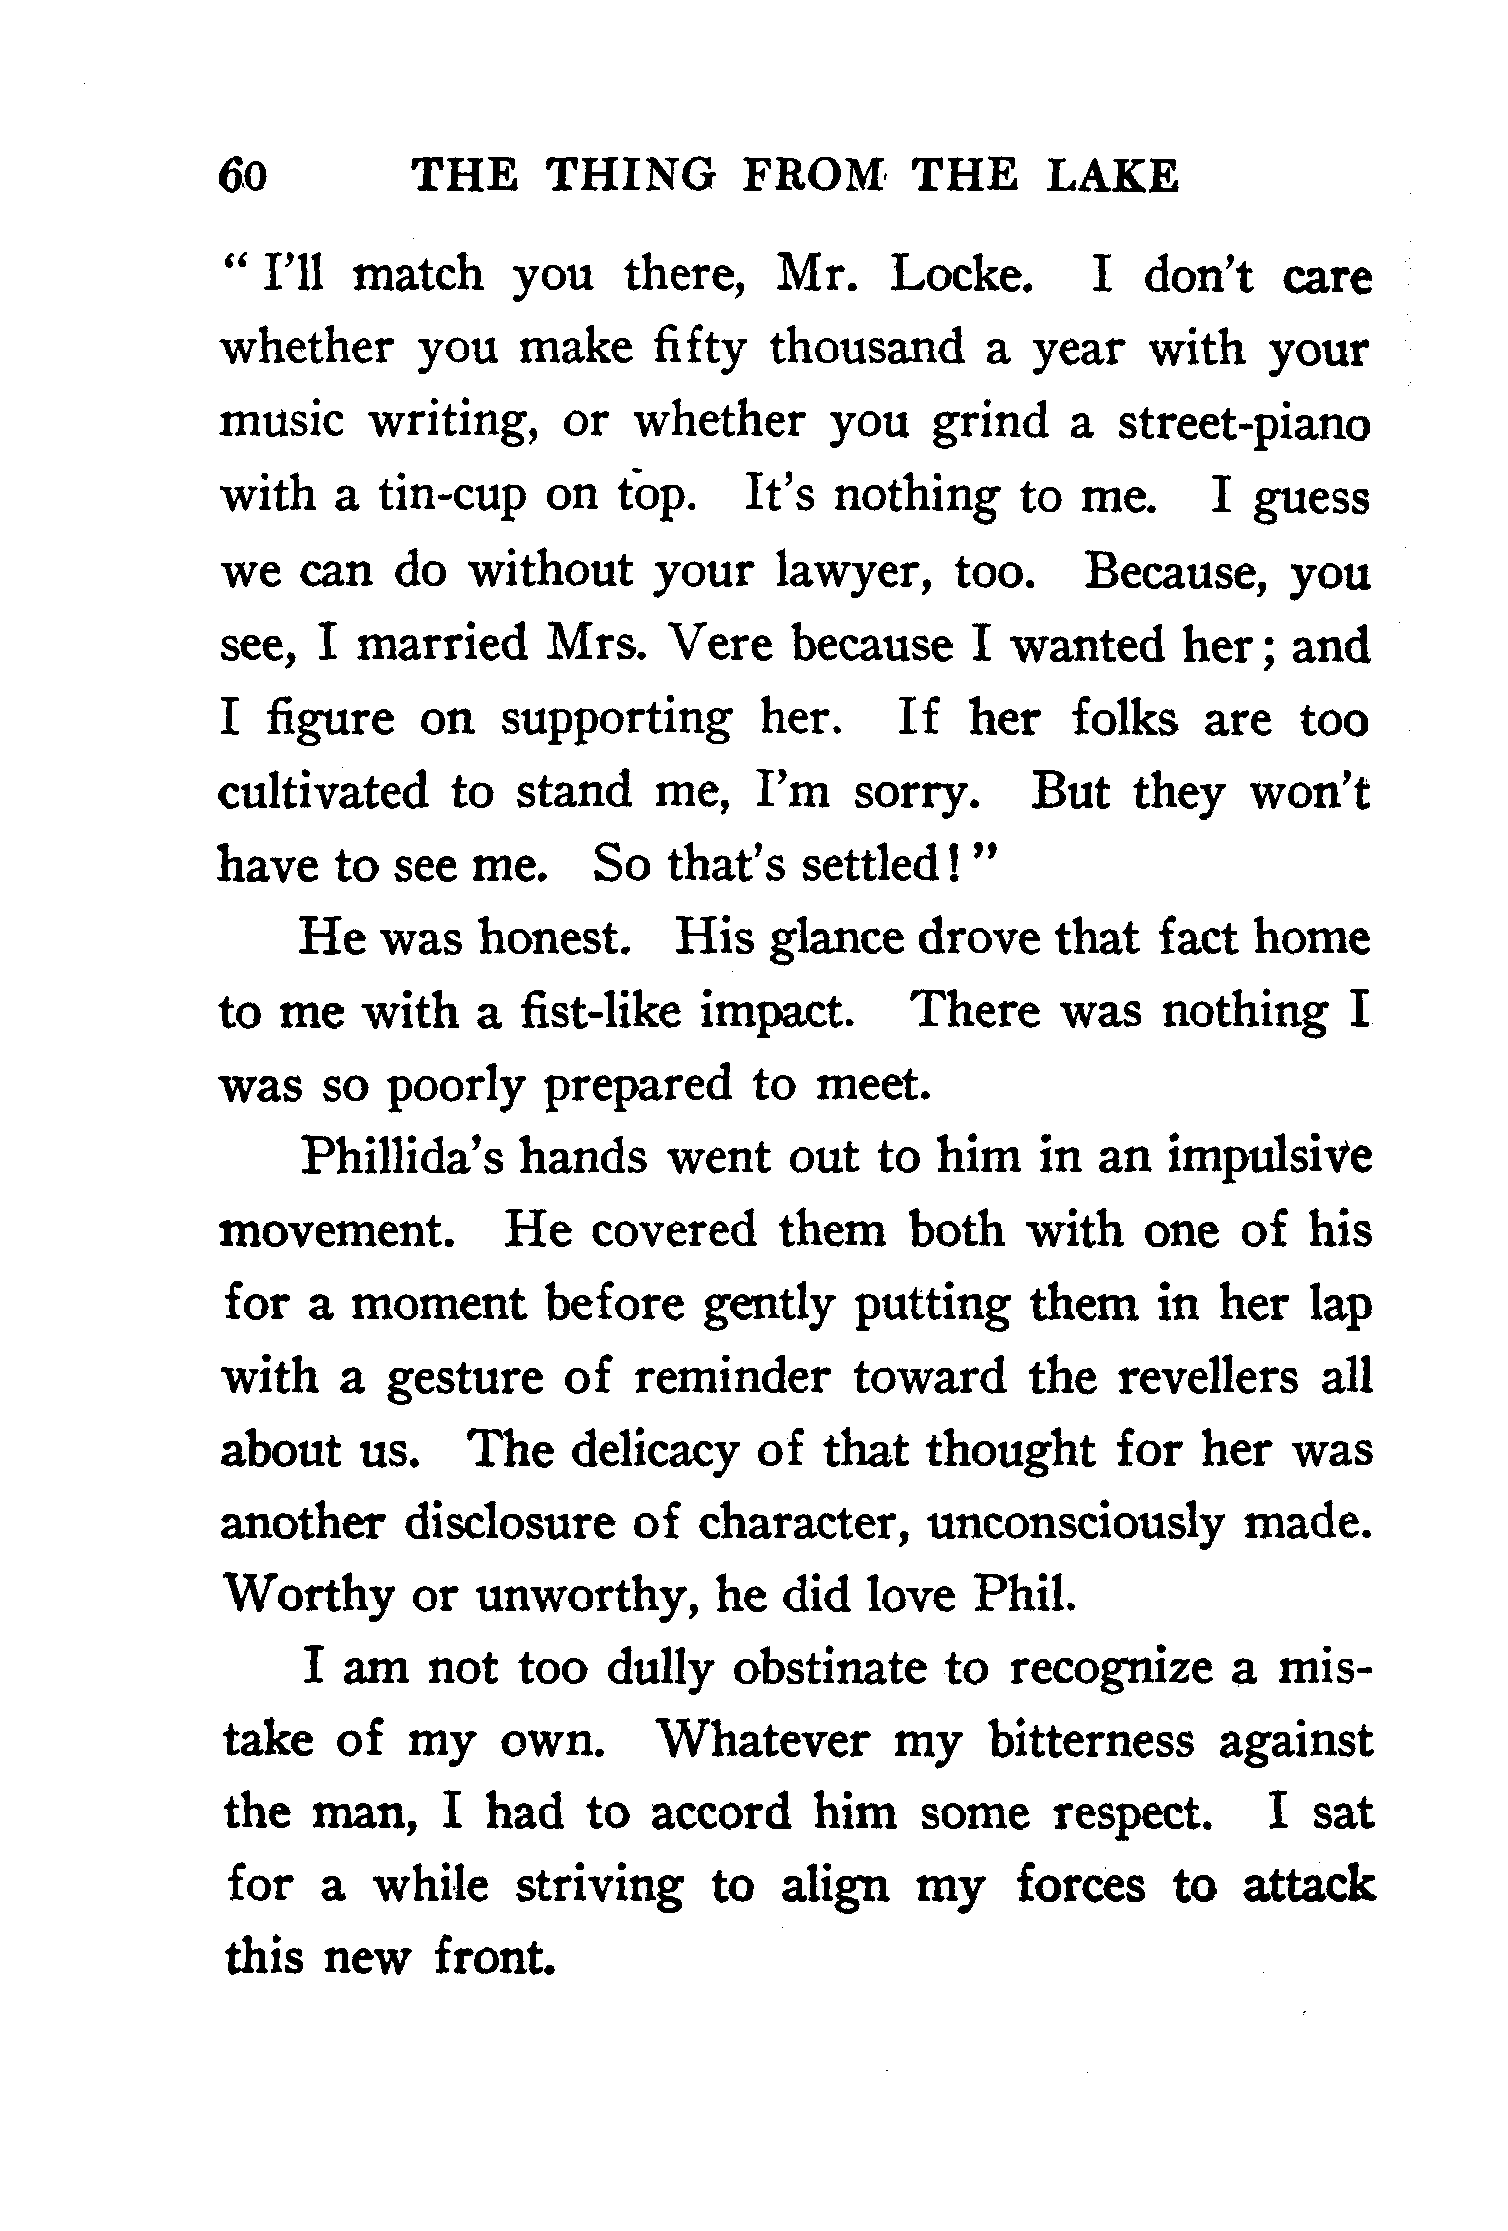 60 THE THING FROM THE LAKE
“ I’ll match you there, Mr. Locke. I don’t care
whether you make fifty thousand a year with your
music writing, or whether you grind a street-piano
with a tin-cup on top. It’s nothing to me. I guess
we can do without your lawyer, too. Because, you
see, I married Mrs. Vere because I wanted her; and
I figure on supporting her. If her folks are too
cultivated to stand me, I’m sorry. But they won’t
have to see me. So that’s settled! ”
He was honest. His glance drove that fact home
to me with a fist-like impact. There was nothing I
was so poorly prepared to meet.
Phillida’s hands went out to him in an impulsive
movement. He covered them both with one of his
for a moment before gently putting them in her lap
with a gesture of reminder toward the revellers all
about us. The delicacy of that thought for her was
another disclosure of character, unconsciously made.
Worthy or unworthy, he did love Phil.
I am not too dully obstinate to recognize a mis-
take of my own. Whatever my bitterness against
the man, I had to accord him some respect. I sat
for a while striving to align my forces to attack
this new front.